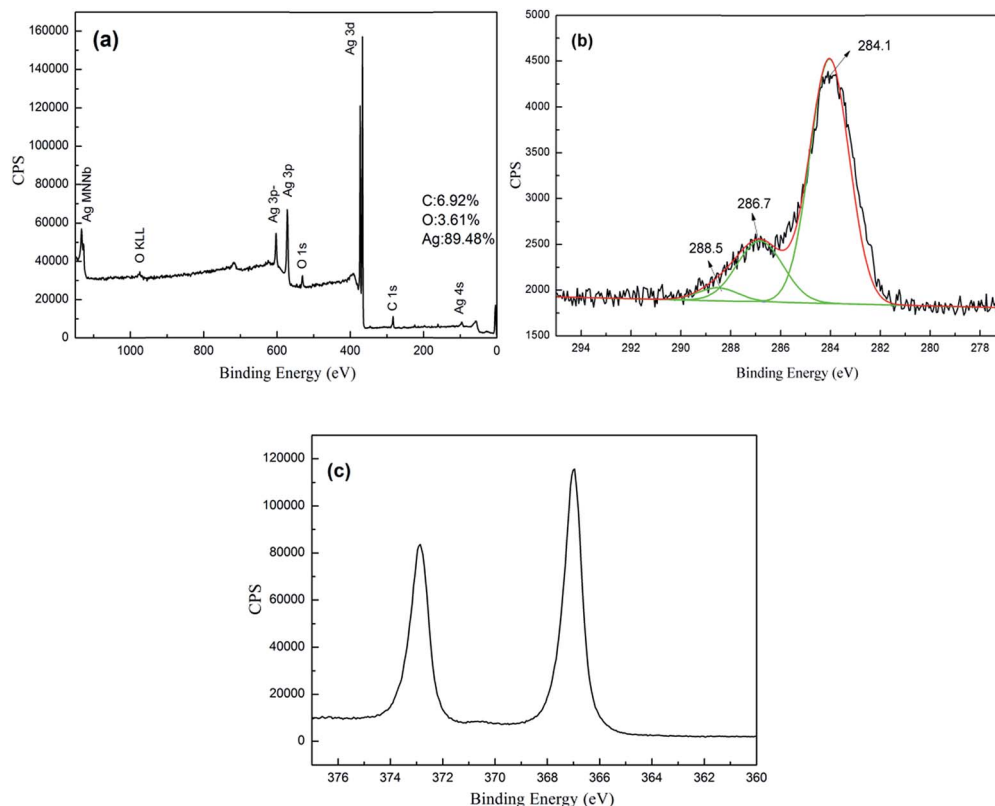 (a)
160000
140000
120000
100000
80000
60000
40000
20000
0
CPS
Ag MNNb
O KLL
Ag 3p-
Ag 3p
O 1s
Ag 3d
C 1s
Ag 4s
C:6.92%
O:3.61%
Ag:89.48%
1000 800 600 400 200 0
Binding Energy (eV)
(b)
5000
4500
4000
3500
3000
2500
2000
1500
CPS
284.1
286.7
288.5
294 292 290 288 286 284 282 280 278
Binding Energy (eV)
(c)
120000
100000
80000
60000
40000
20000
0
CPS
376 374 372 370 368 366 364 362 360
Binding Energy (eV)